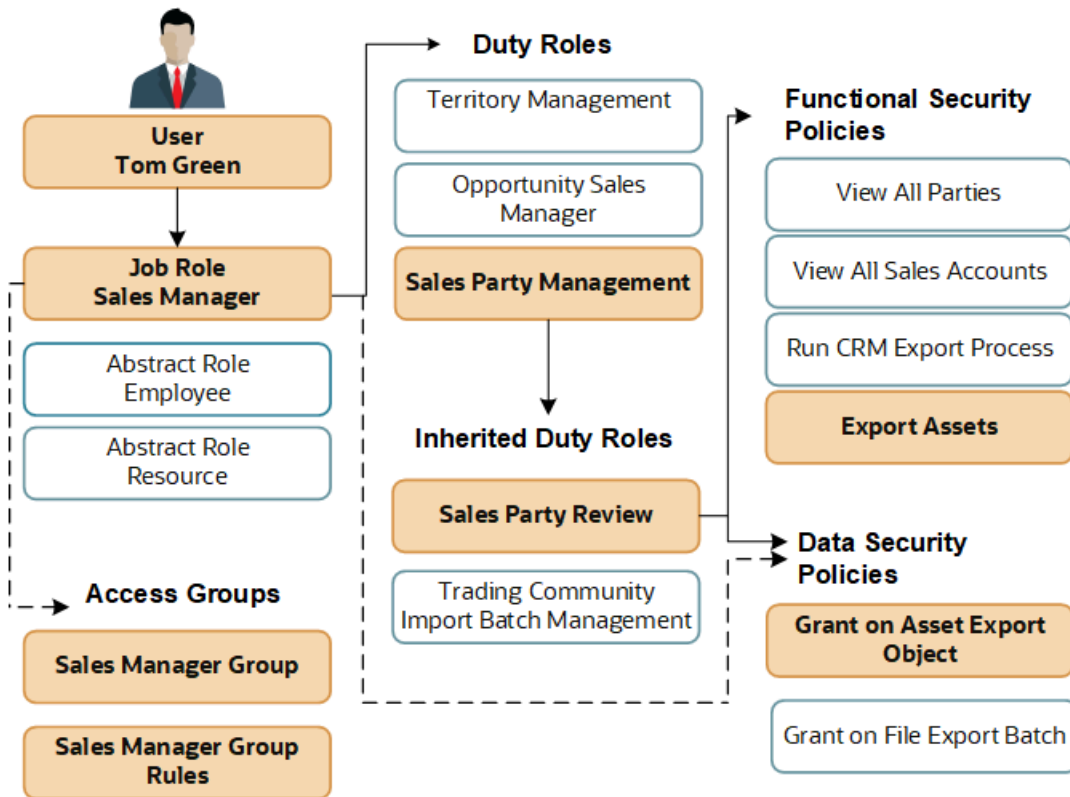 User
Tom Green
Job Role
Sales Manager
Abstract Role
Employee
Abstract Role
Resource
Access Groups
Sales Manager Group
Sales Manager Group
Rules
Duty Roles
Territory Management
Opportunity Sales
Manager
Sales Party Management
Inherited Duty Roles
Sales Party Review
Trading Community
Import Batch Management
Functional Security
Policies
View All Parties
View All Sales Accounts
Run CRM Export Process
Export Assets
Data Security
Policies
Grant on Asset Export
Object
Grant on File Export Batch